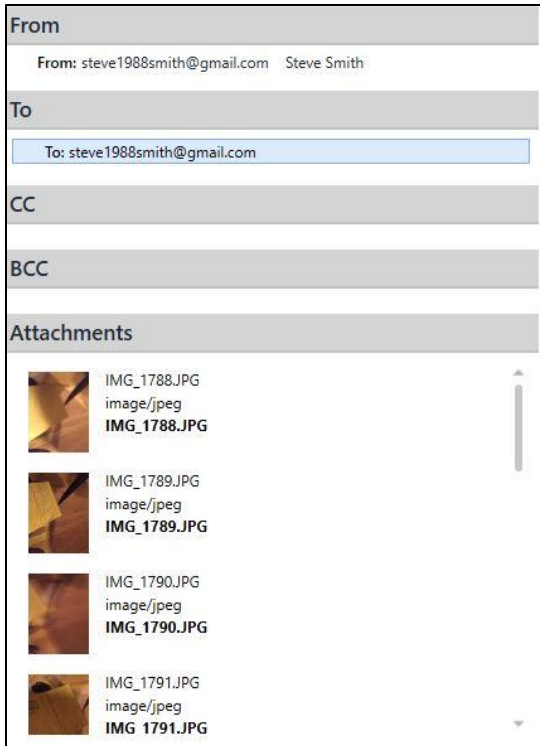 From
From: steve1988smith@gmail.com Steve Smith
To
To: steve1988smith@gmail.com
CC
BCC
Attachments
IMG_1788.JPG
image/jpeg
IMG_1788.JPG
IMG_1789.JPG
image/jpeg
IMG_1789.JPG
IMG_1790.JPG
image/jpeg
IMG_1790.JPG
IMG_1791.JPG
image/jpeg
IMG_1791.JPG